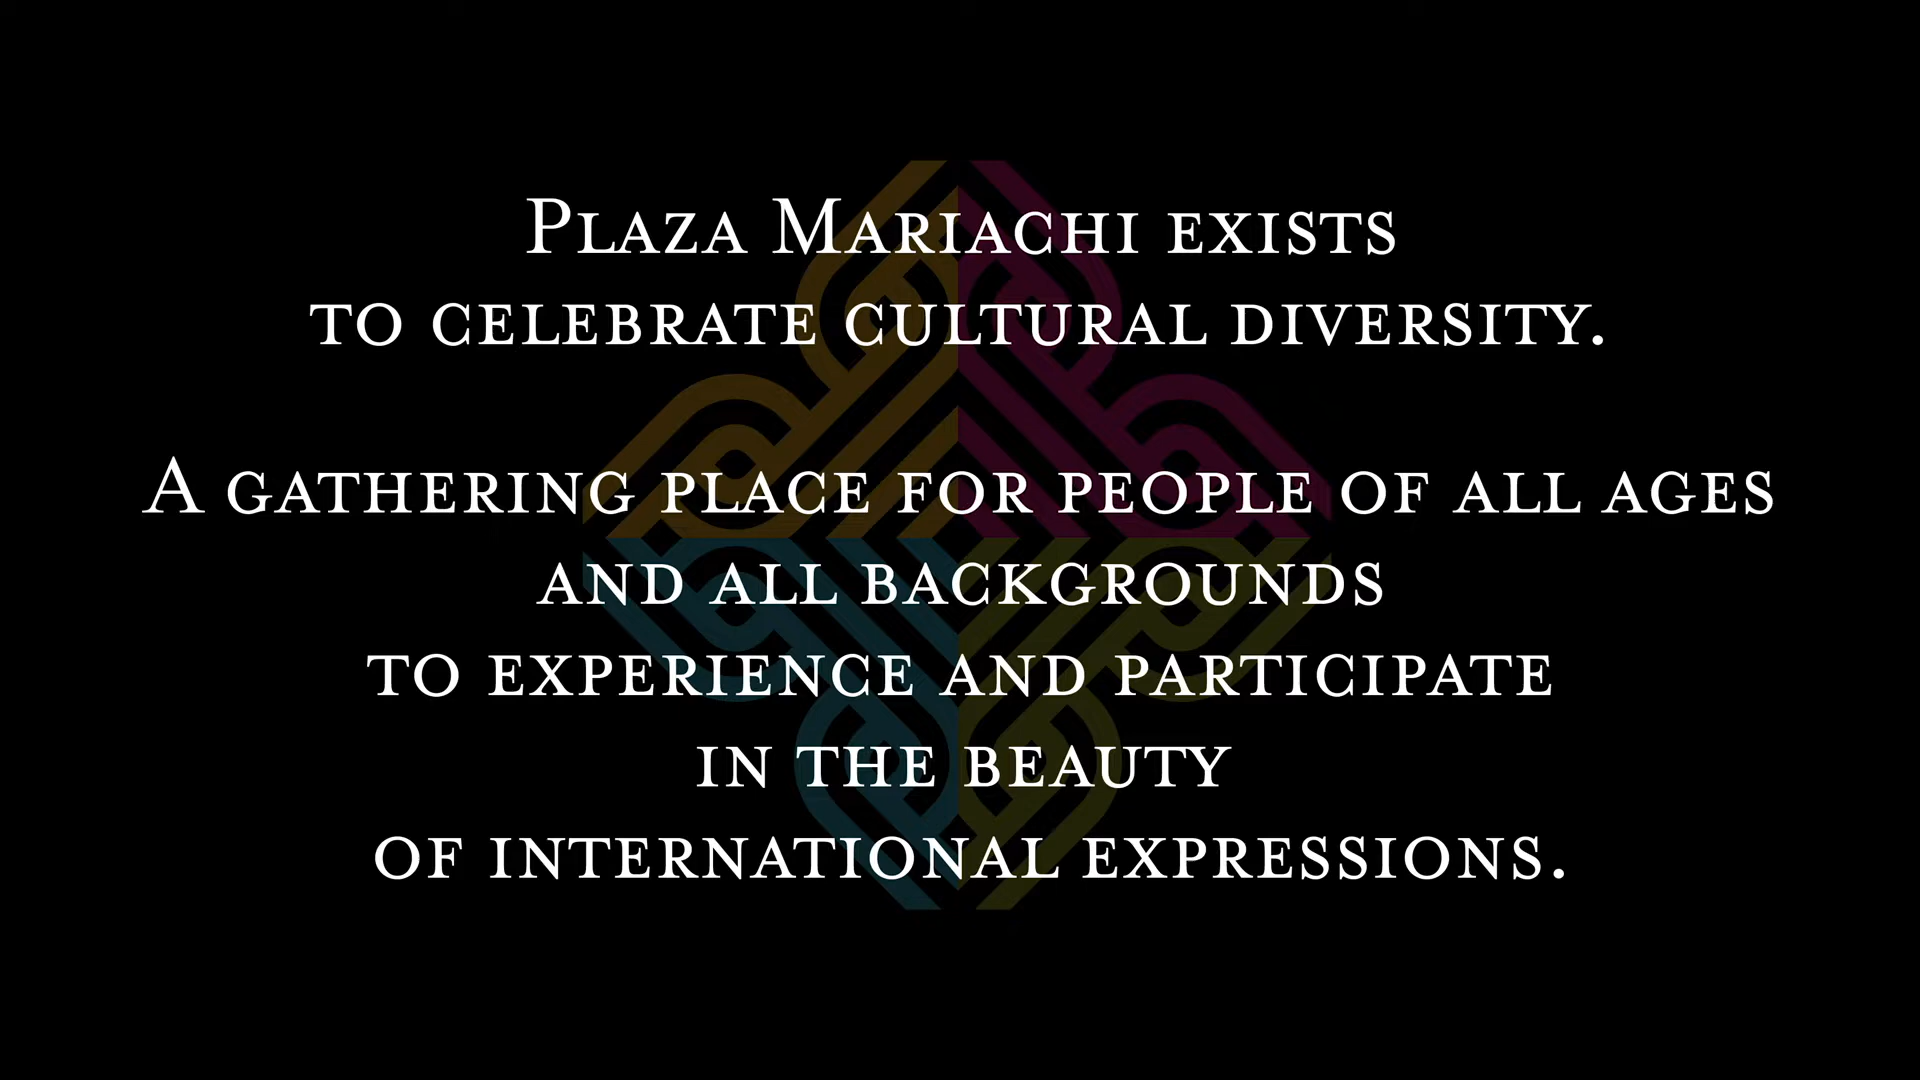 Plaza Mariachi exists
to celebrate cultural diversity.
A gathering place for people of all ages
and all backgrounds
to experience and participate
in the beauty
of international expressions.